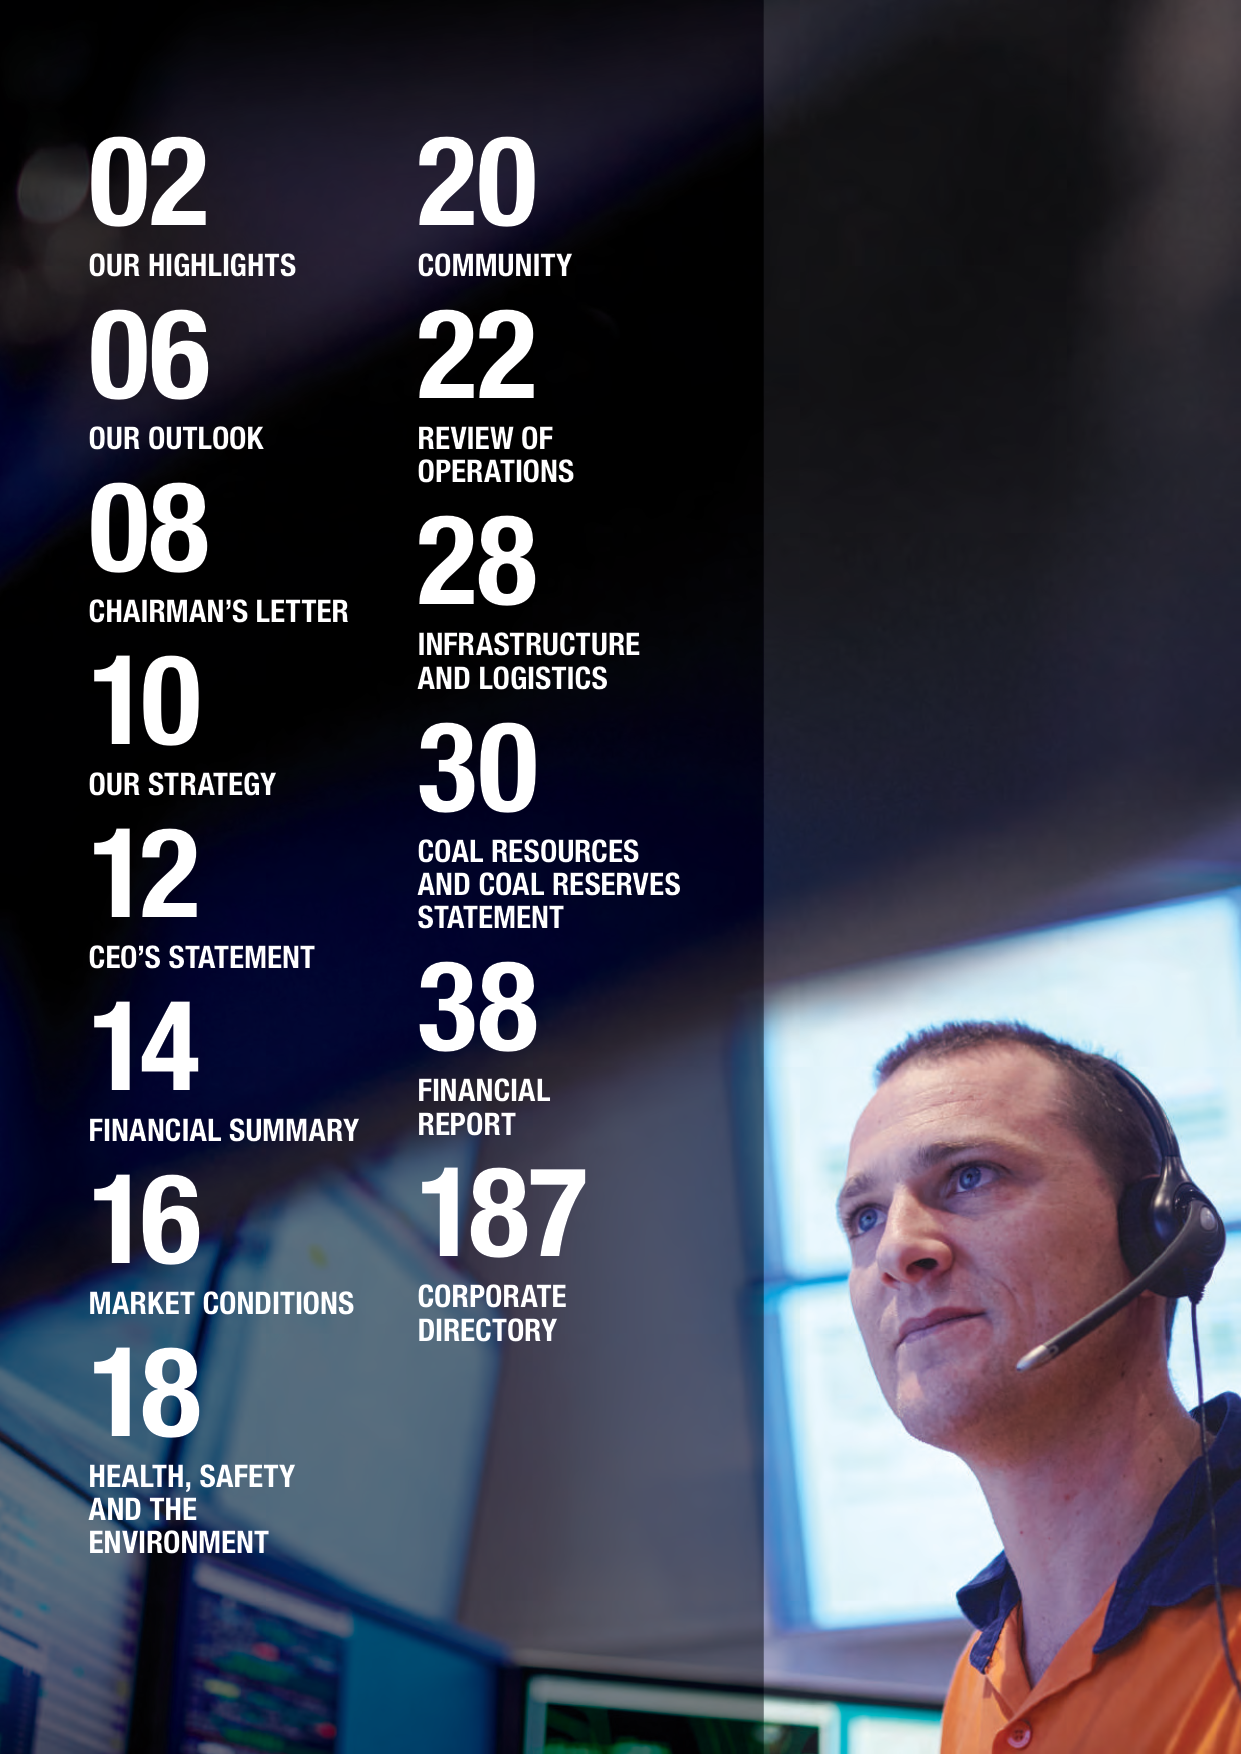 02
OUR HIGHLIGHTS
06
OUR OUTLOOK
08
CHAIRMAN’S LETTER
10
OUR STRATEGY
12
CEO’S STATEMENT
14
FINANCIAL SUMMARY
16
MARKET CONDITIONS
18
HEALTH, SAFETY
AND THE
ENVIRONMENT
20
COMMUNITY
22
REVIEW OF
OPERATIONS
28
INFRASTRUCTURE
AND LOGISTICS
30
COAL RESOURCES
AND COAL RESERVES
STATEMENT
38
FINANCIAL
REPORT
187
CORPORATE
DIRECTORY